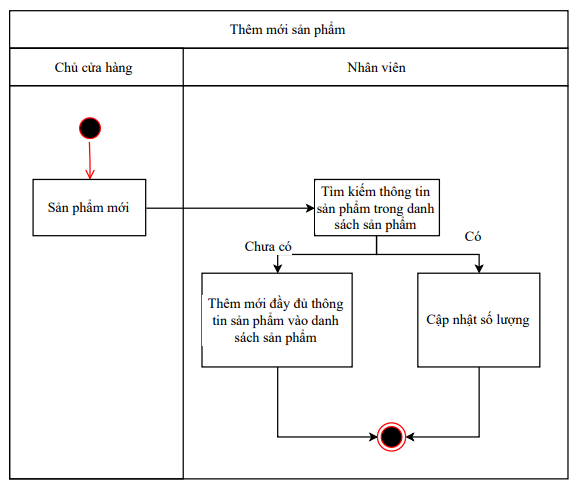 Thêm mới sản phẩm
Chủ cửa hàng
Nhân viên
Sản phẩm mới
Tìm kiếm thông tin
sản phẩm trong danh
sách sản phẩm
Chưa có
Có
Thêm mới đầy đủ thông
tin sản phẩm vào danh
sách sản phẩm
Cập nhật số lượng